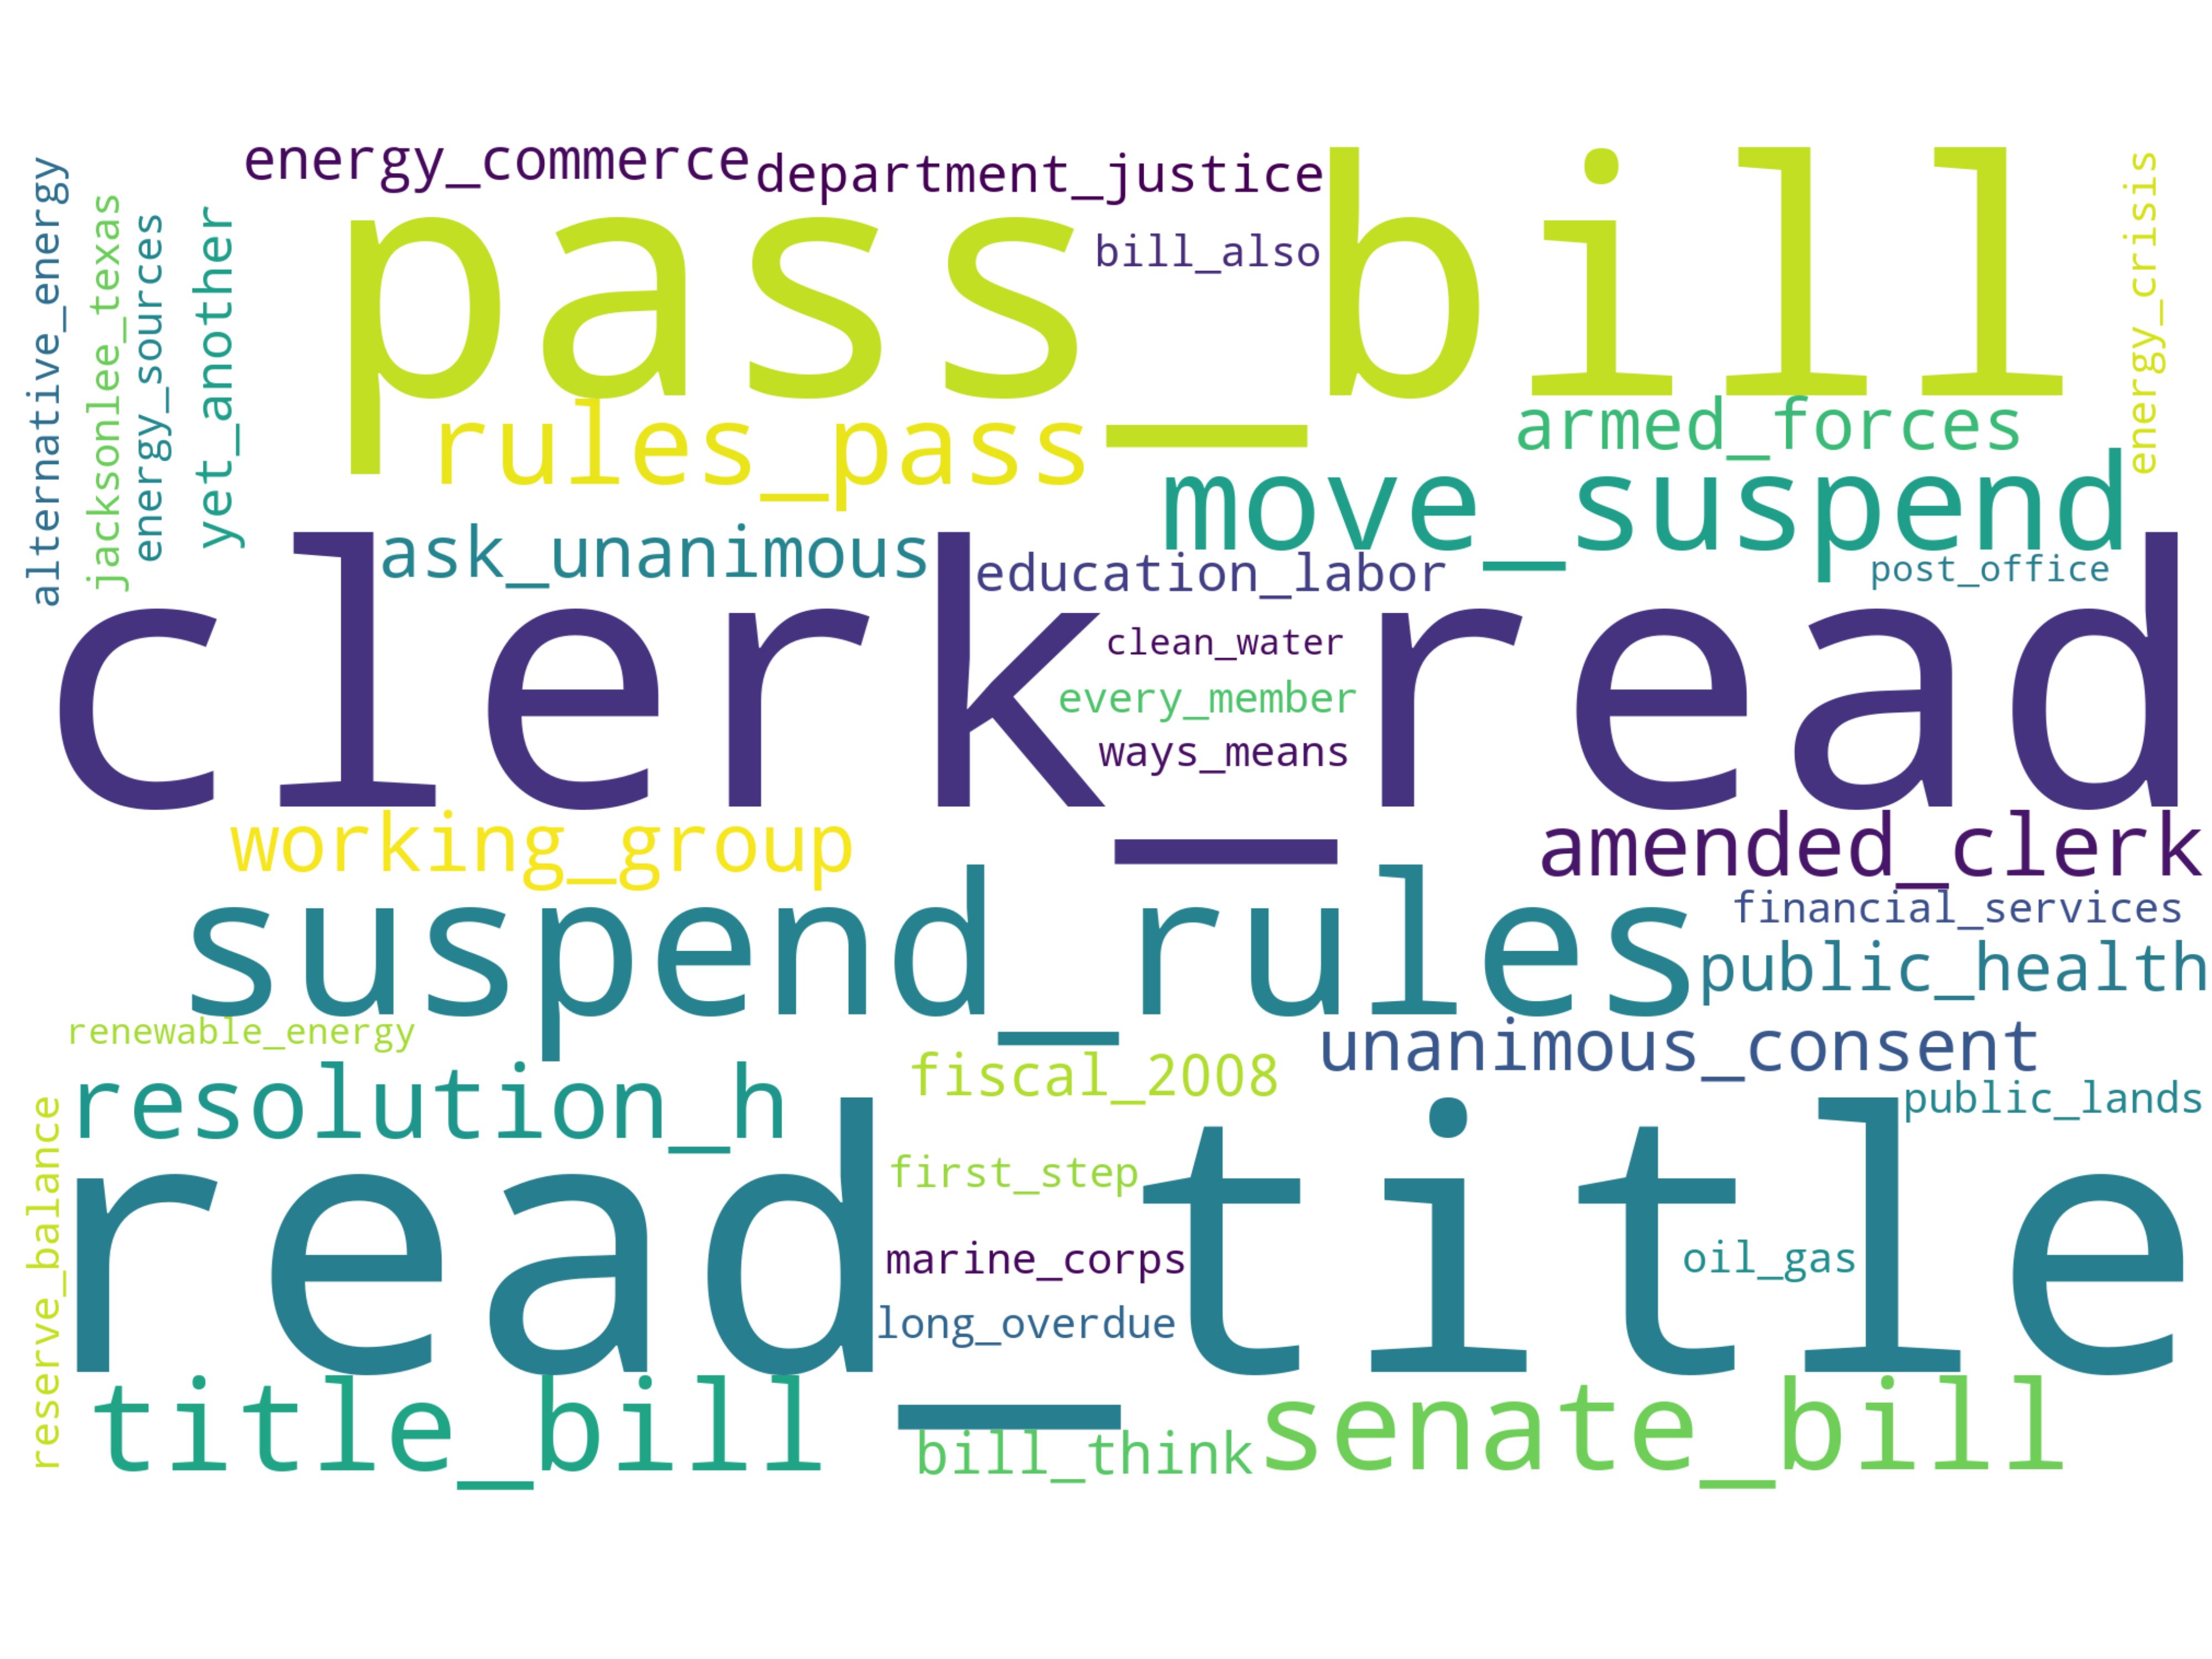 energy_commerce
department_justice
pass_bill
bill_also
alternative_energy
jacksonlee_texas
energy_sources
yet_another
energy_crisis
rules_pass
armed_forces
move_suspend
ask_unanimous
education_labor
post_office
clerk_read
clean_water
every_member
ways_means
working_group
amended_clerk
suspend_rules
financial_services
public_health
renewable_energy
unanimous_consent
resolution_h
fiscal_2008
public_lands
reserve_balance
read_title
first_step
marine_corps
oil_gas
long_overdue
title_bill
bill_think
senate_bill